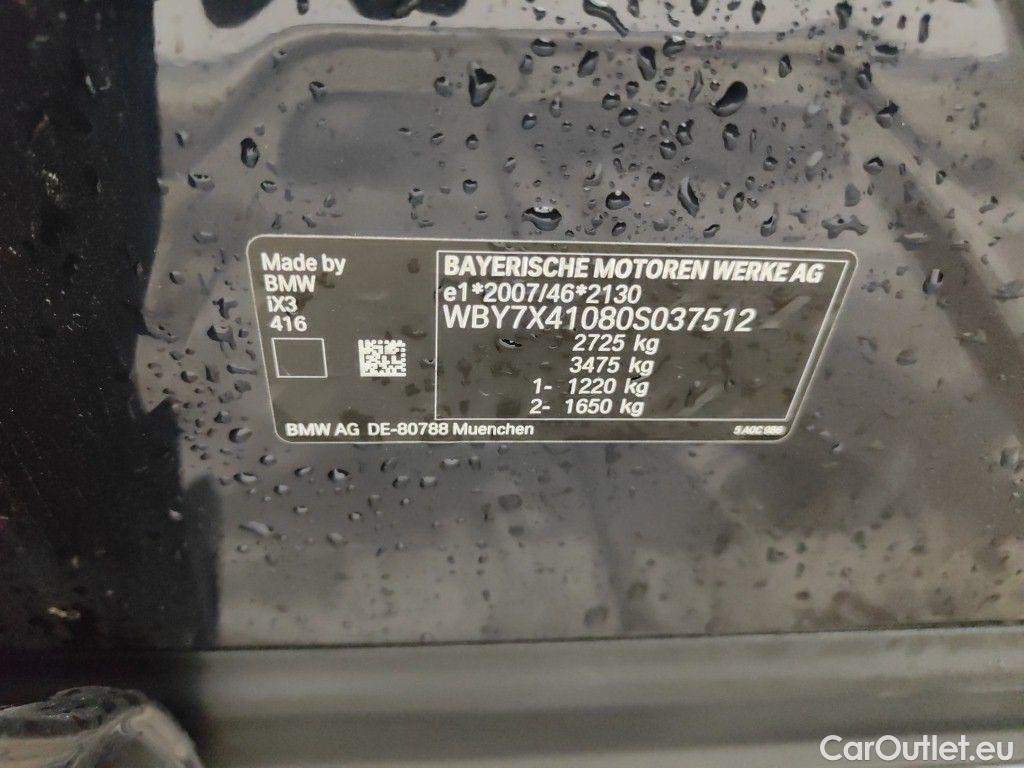 Made by
BMW
iX3
416
BAYERISCHE MOTOREN WERKE AG
e1*2007/46*2130
WBY7X41080S037512
2725 kg
3475 kg
1- 1220 kg
2- 1650 kg
BMW AG DE-80788 Muenchen
5 A0C 986
CarOutlet.eu